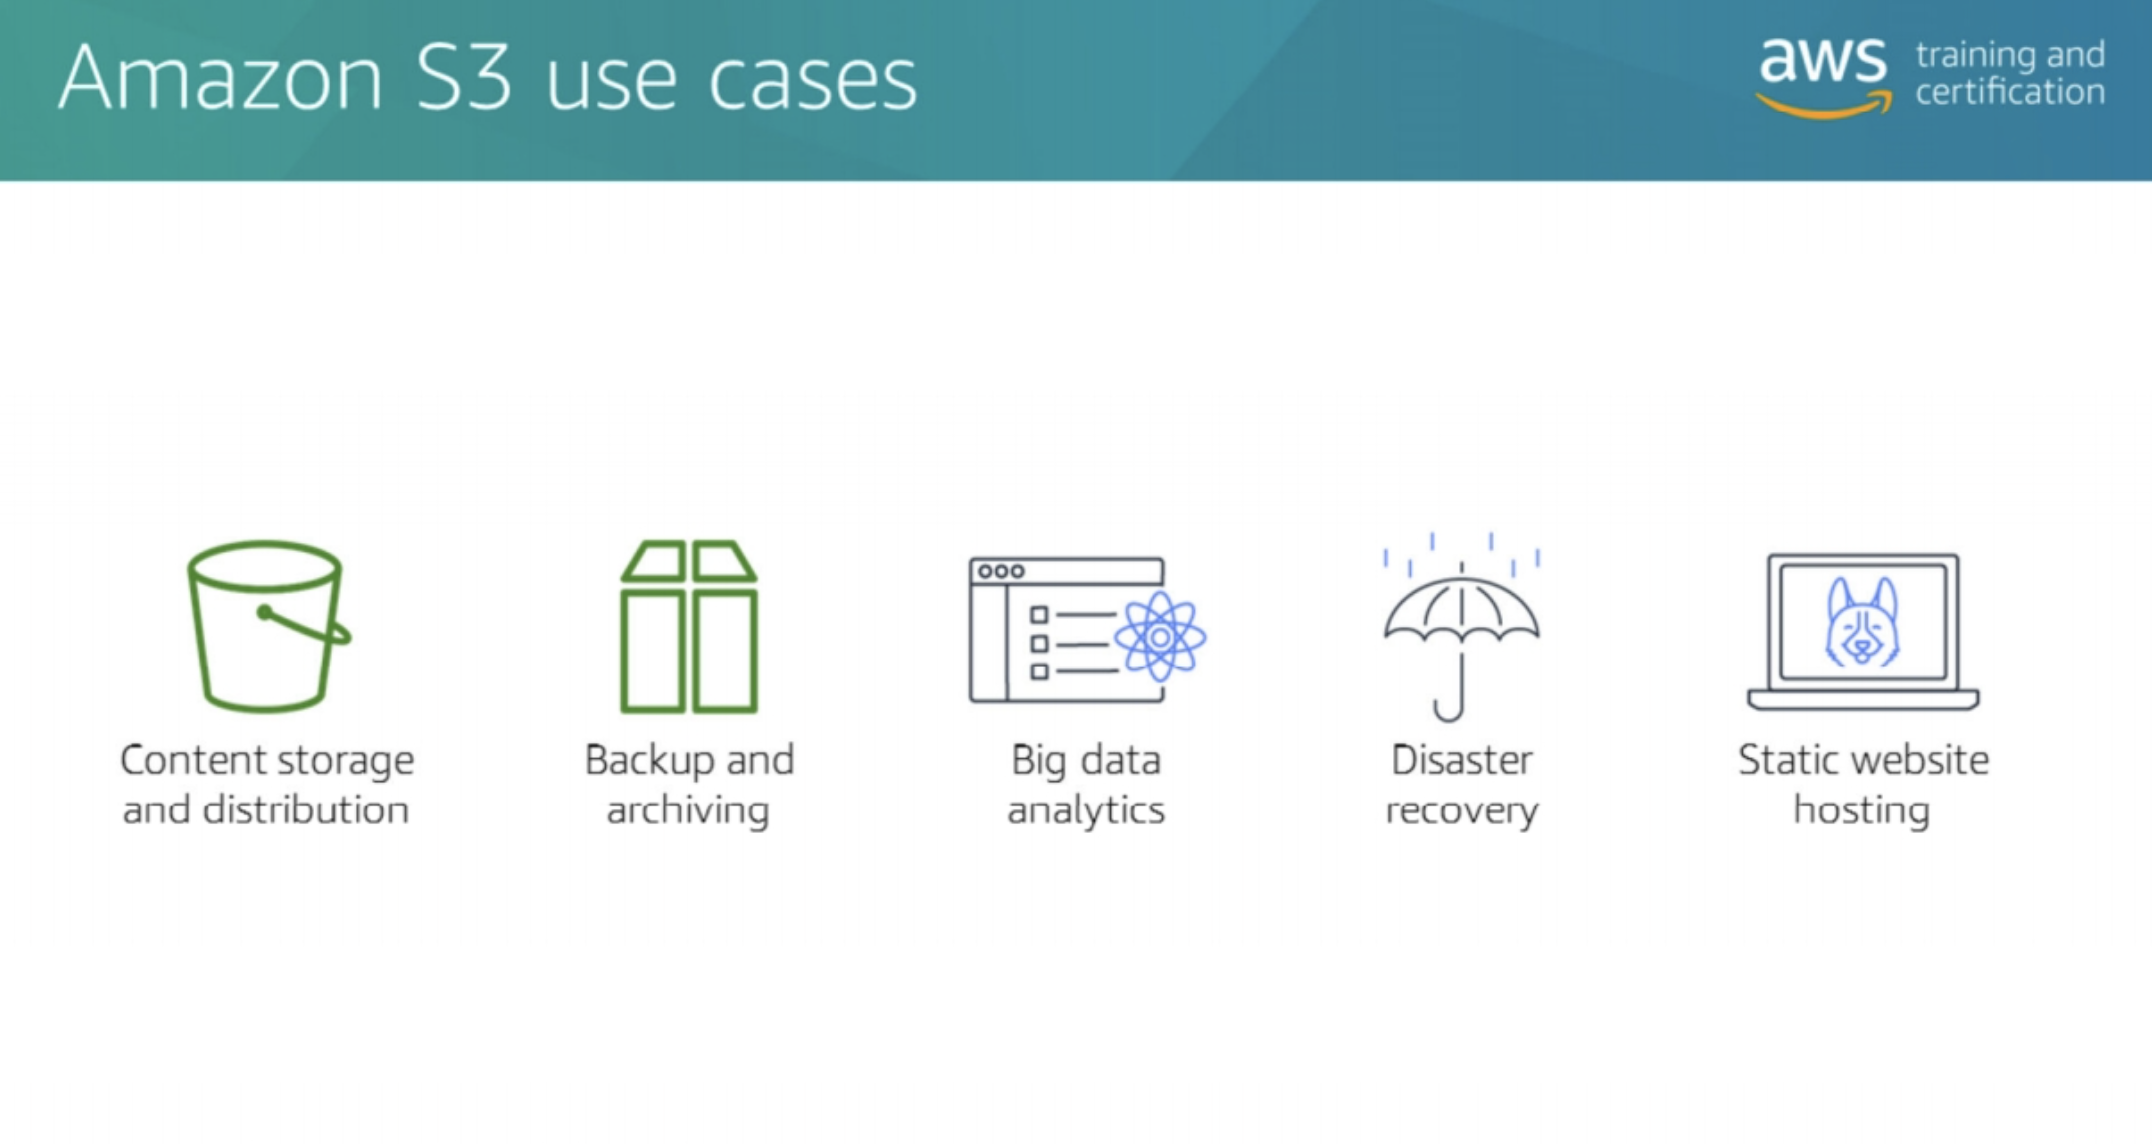 Amazon S3 use cases
aws
training and
certification
Content storage
and distribution
Backup and
archiving
Big data
analytics
Disaster
recovery
Static website
hosting